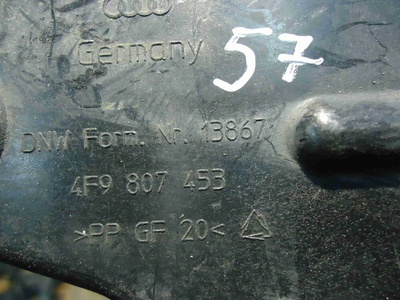 Germany
57
DNW Form. Nr. 13867
4F9 807 453
>PP GF 20<